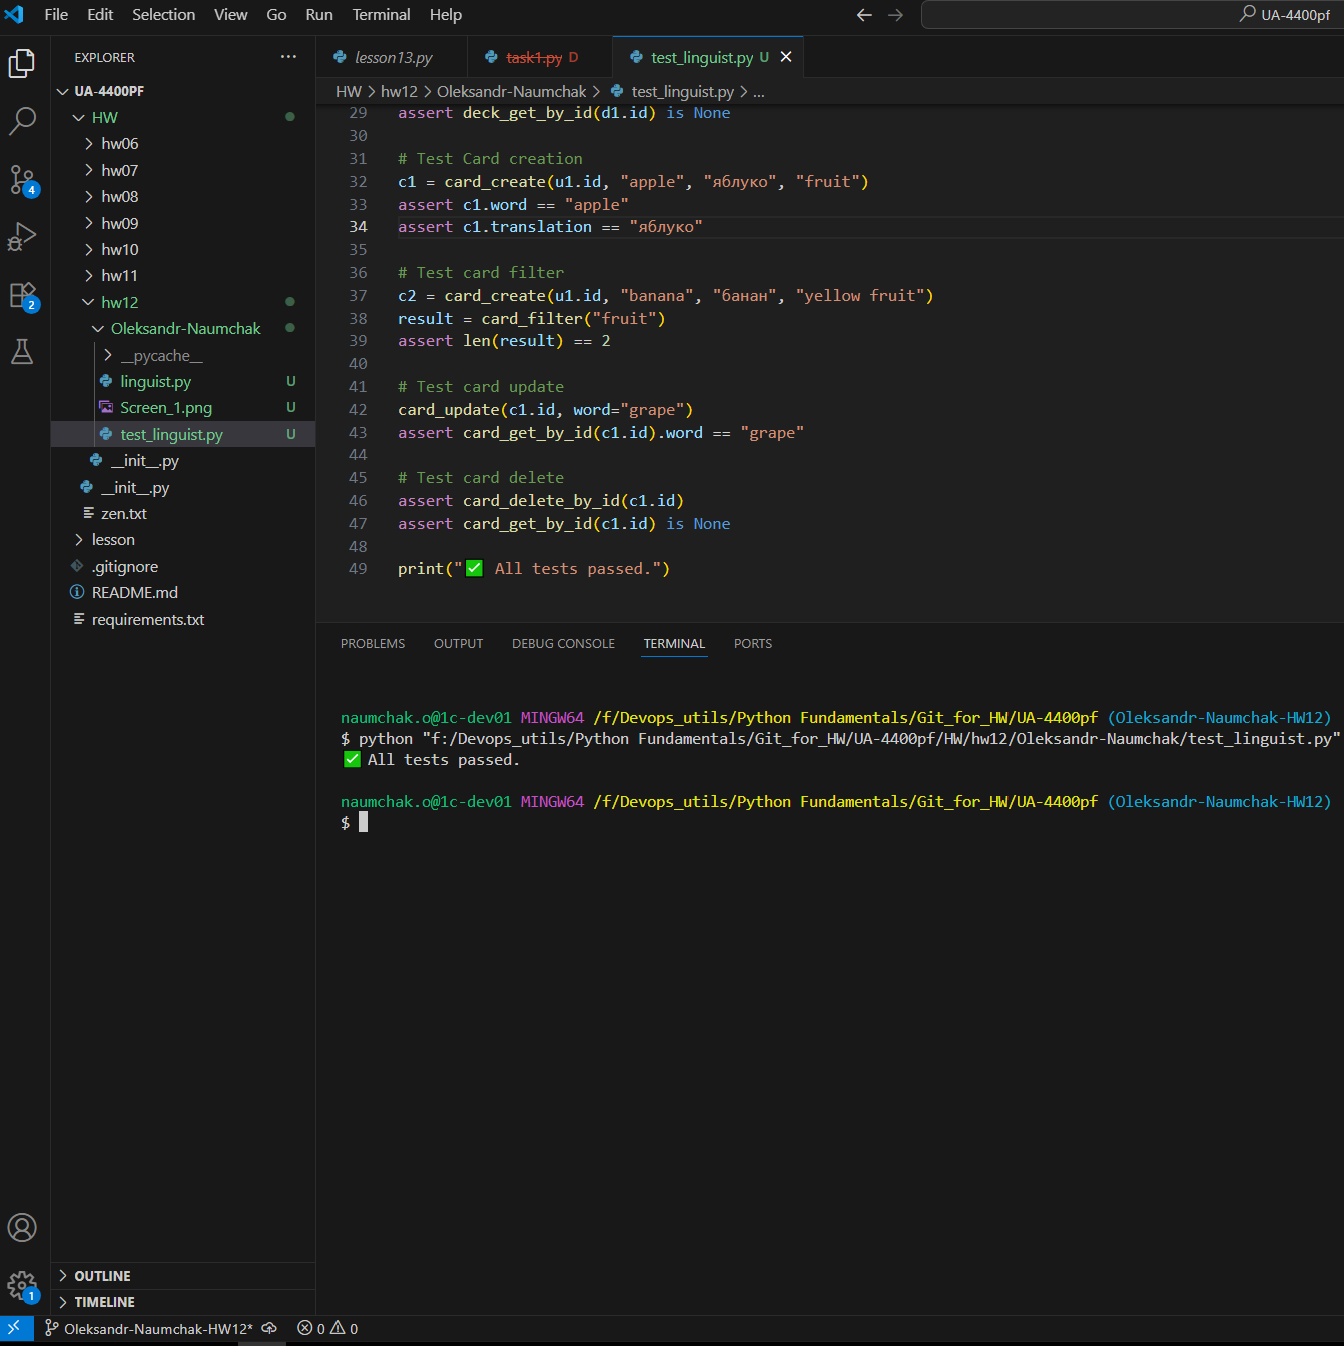 File Edit Selection View Go Run Terminal Help
UA-4400pf
EXPLORER
lesson13.py
task1.py D
test_linguist.py U
UA-4400PF
HW > hw12 > Oleksandr-Naumchak > test_linguist.py > ...
HW
hw06
hw07
hw08
hw09
hw10
hw11
hw12
Oleksandr-Naumchak
__pycache__
linguist.py U
Screen_1.png U
test_linguist.py U
__init__.py
__init__.py
zen.txt
lesson
.gitignore
README.md
requirements.txt
4
2
29 assert deck_get_by_id(d1.id) is None
30
31 # Test Card creation
32 c1 = card_create(u1.id, "apple", "яблуко", "fruit")
33 assert c1.word == "apple"
34 assert c1.translation == "яблуко"
35
36 # Test card filter
37 c2 = card_create(u1.id, "banana", "банан", "yellow fruit")
38 result = card_filter("fruit")
39 assert len(result) == 2
40
41 # Test card update
42 card_update(c1.id, word="grape")
43 assert card_get_by_id(c1.id).word == "grape"
44
45 # Test card delete
46 assert card_delete_by_id(c1.id)
47 assert card_get_by_id(c1.id) is None
48
49 print("✅ All tests passed.")
PROBLEMS OUTPUT DEBUG CONSOLE TERMINAL PORTS
naumchak.o@1c-dev01 MINGW64 /f/Devops_utils/Python Fundamentals/Git_for_HW/UA-4400pf (Oleksandr-Naumchak-HW12)
$ python "f:/Devops_utils/Python Fundamentals/Git_for_HW/UA-4400pf/HW/hw12/Oleksandr-Naumchak/test_linguist.py"
✅ All tests passed.
naumchak.o@1c-dev01 MINGW64 /f/Devops_utils/Python Fundamentals/Git_for_HW/UA-4400pf (Oleksandr-Naumchak-HW12)
$
OUTLINE
TIMELINE
1
Oleksandr-Naumchak-HW12* 0 0